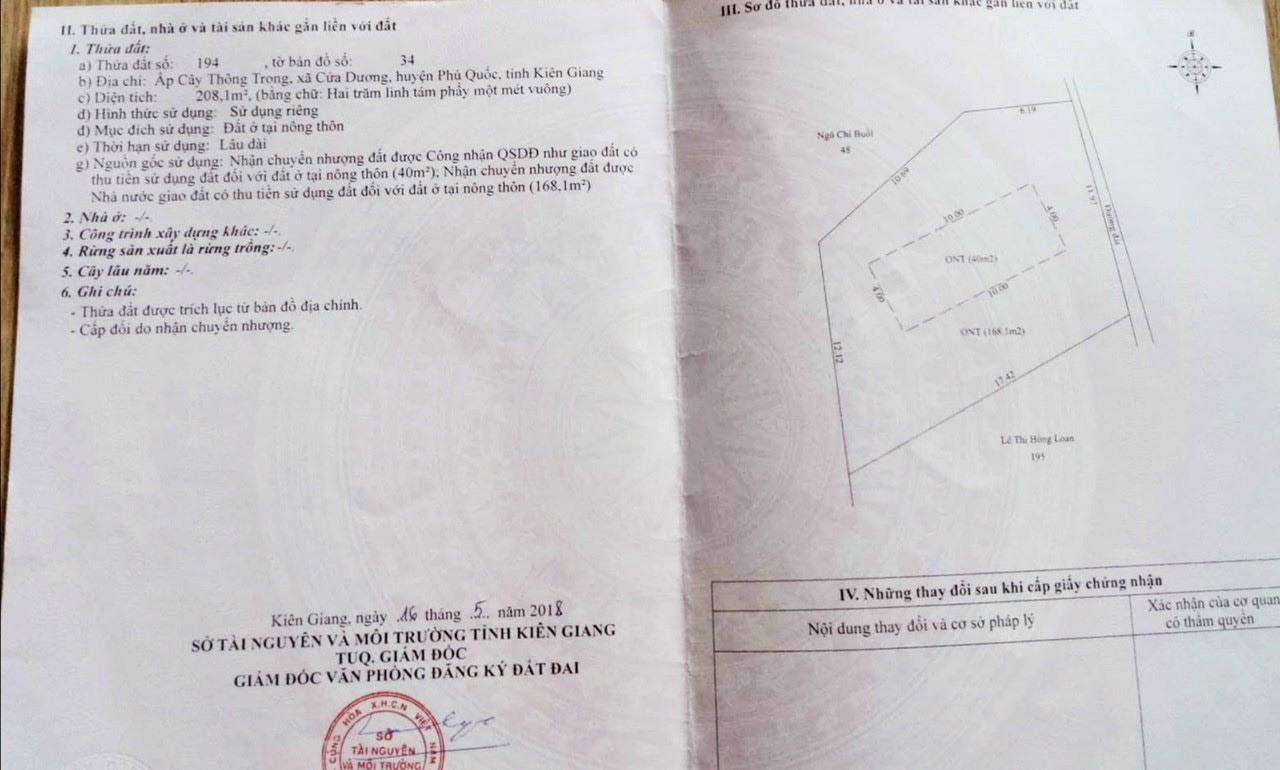 II. Thửa đất, nhà ở và tài sản khác gắn liền với đất
1. Thửa đất:
a) Thửa đất số: 194 , tờ bản đồ số: 34
b) Địa chỉ: Ấp Cây Thông Trong, xã Cửa Dương, huyện Phú Quốc, tỉnh Kiên Giang
c) Diện tích: 208,1m², (bằng chữ: Hai trăm linh tám phẩy một mét vuông)
d) Hình thức sử dụng: Sử dụng riêng
đ) Mục đích sử dụng: Đất ở tại nông thôn
e) Thời hạn sử dụng: Lâu dài
g) Nguồn gốc sử dụng: Nhận chuyển nhượng đất được Công nhận QSDĐ như giao đất có
thu tiền sử dụng đất đối với đất ở tại nông thôn (40m²); Nhận chuyển nhượng đất được
Nhà nước giao đất có thu tiền sử dụng đất đối với đất ở tại nông thôn (168,1m²)
2. Nhà ở: -/-.
3. Công trình xây dựng khác: -/-.
4. Rừng sản xuất là rừng trồng: -/-.
5. Cây lâu năm: -/-.
6. Ghi chú:
- Thửa đất được trích lục từ bản đồ địa chính.
- Cấp đổi do nhận chuyển nhượng.
Kiên Giang, ngày 16 tháng .5.. năm 2018
SỞ TÀI NGUYÊN VÀ MÔI TRƯỜNG TỈNH KIÊN GIANG
TUQ. GIÁM ĐỐC
GIÁM ĐỐC VĂN PHÒNG ĐĂNG KÝ ĐẤT ĐAI
CỘNG HÒA X.H.C.N VIỆT NAM
SỞ
TÀI NGUYÊN
VÀ MÔI TRƯỜNG
III. Sơ đồ thửa đất, nhà ở và tài sản khác gắn liền với đất
6.19
Ngô Chí Buôl
48
10.69
11.97
Đường đất
10.00
4.00
ONT (40m2)
4.00
10.00
ONT (168.1m2)
12.12
17.42
Lê Thị Hồng Loan
195
IV. Những thay đổi sau khi cấp giấy chứng nhận
Nội dung thay đổi và cơ sở pháp lý
Xác nhận của cơ quan
có thẩm quyền